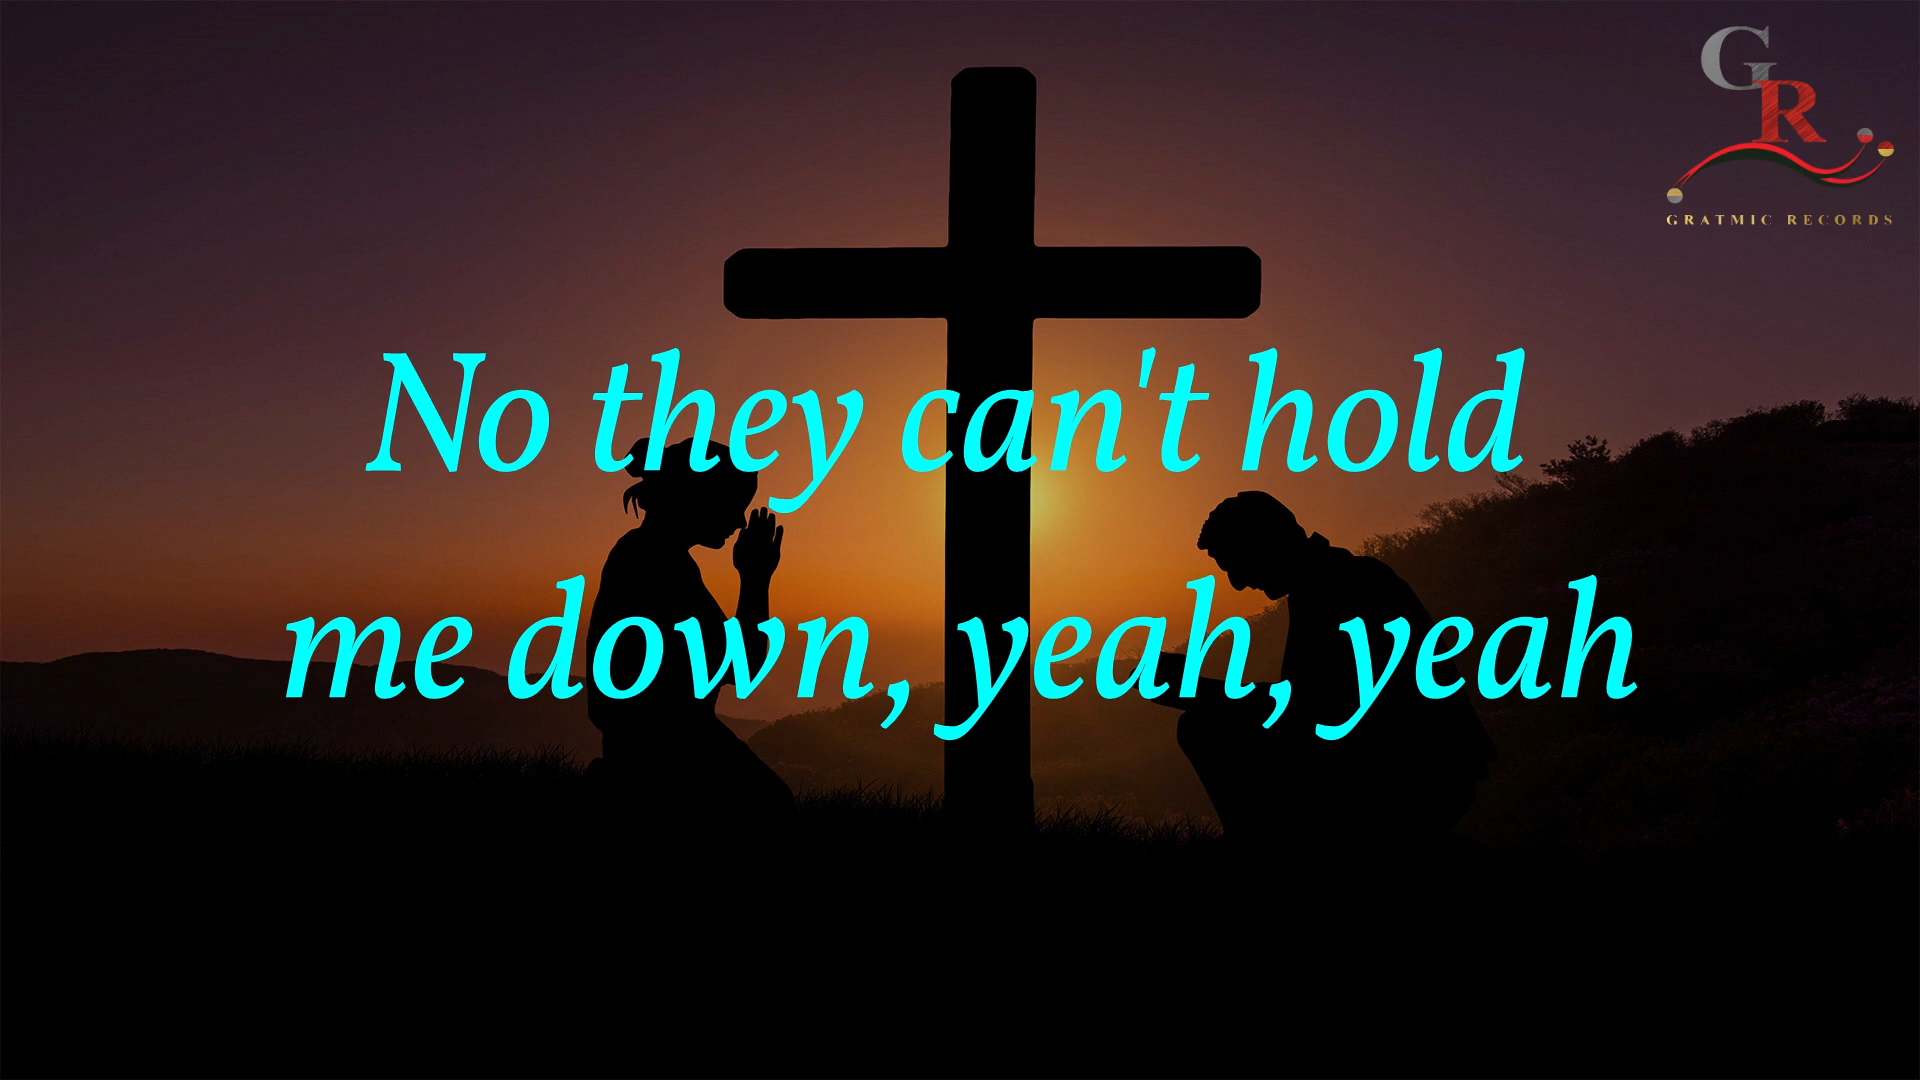 GR
GRATMIC RECORDS
No they can't hold
me down, yeah, yeah